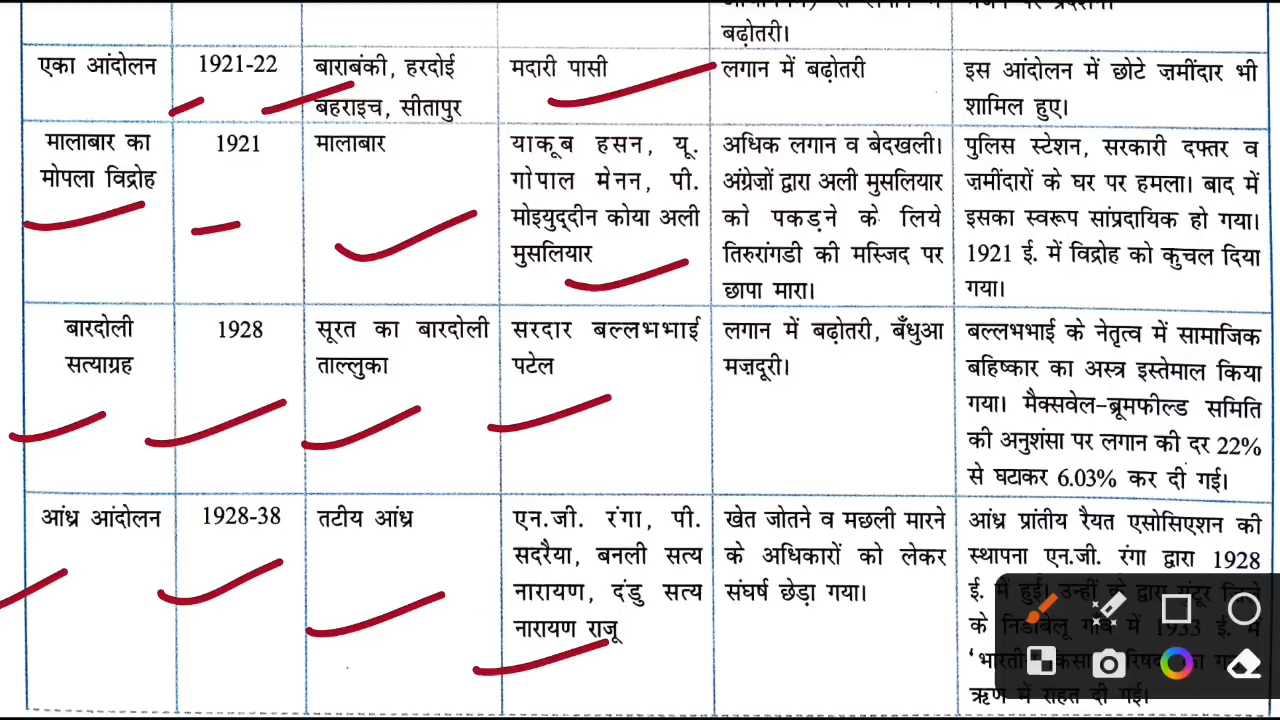 बढ़ोतरी।
एका आंदोलन
1921-22
बाराबंकी, हरदोई
बहराइच, सीतापुर
मदारी पासी
लगान में बढ़ोतरी
इस आंदोलन में छोटे ज़मींदार भी
शामिल हुए।
मालाबार का
मोपला विद्रोह
1921
मालाबार
याकूब हसन, यू.
गोपाल मेनन, पी.
मोइयुद्दीन कोया अली
मुसलियार
अधिक लगान व बेदखली।
अंग्रेजों द्वारा अली मुसलियार
को पकड़ने के लिये
तिरुरांगडी की मस्जिद पर
छापा मारा।
पुलिस स्टेशन, सरकारी दफ्तर व
ज़मींदारों के घर पर हमला। बाद में
इसका स्वरूप सांप्रदायिक हो गया।
1921 ई. में विद्रोह को कुचल दिया
गया।
बारदोली
सत्याग्रह
1928
सूरत का बारदोली
ताल्लुका
सरदार बल्लभभाई
पटेल
लगान में बढ़ोतरी, बँधुआ
मज़दूरी।
बल्लभभाई के नेतृत्व में सामाजिक
बहिष्कार का अस्त्र इस्तेमाल किया
गया। मैक्सवेल-ब्रूमफील्ड समिति
की अनुशंसा पर लगान की दर 22%
से घटाकर 6.03% कर दी गई।
आंध्र आंदोलन
1928-38
तटीय आंध्र
एन.जी. रंगा, पी.
सदरैया, बनली सत्य
नारायण, दंडु सत्य
नारायण राजू
खेत जोतने व मछली मारने
के अधिकारों को लेकर
संघर्ष छेड़ा गया।
आंध्र प्रांतीय रैयत एसोसिएशन की
स्थापना एन.जी. रंगा द्वारा 1928
ई. में हुई। उन्हीं के द्वारा गुंटूर जिले
के गाँव में 1933 ई. में
ऋण में राहत दी गई।